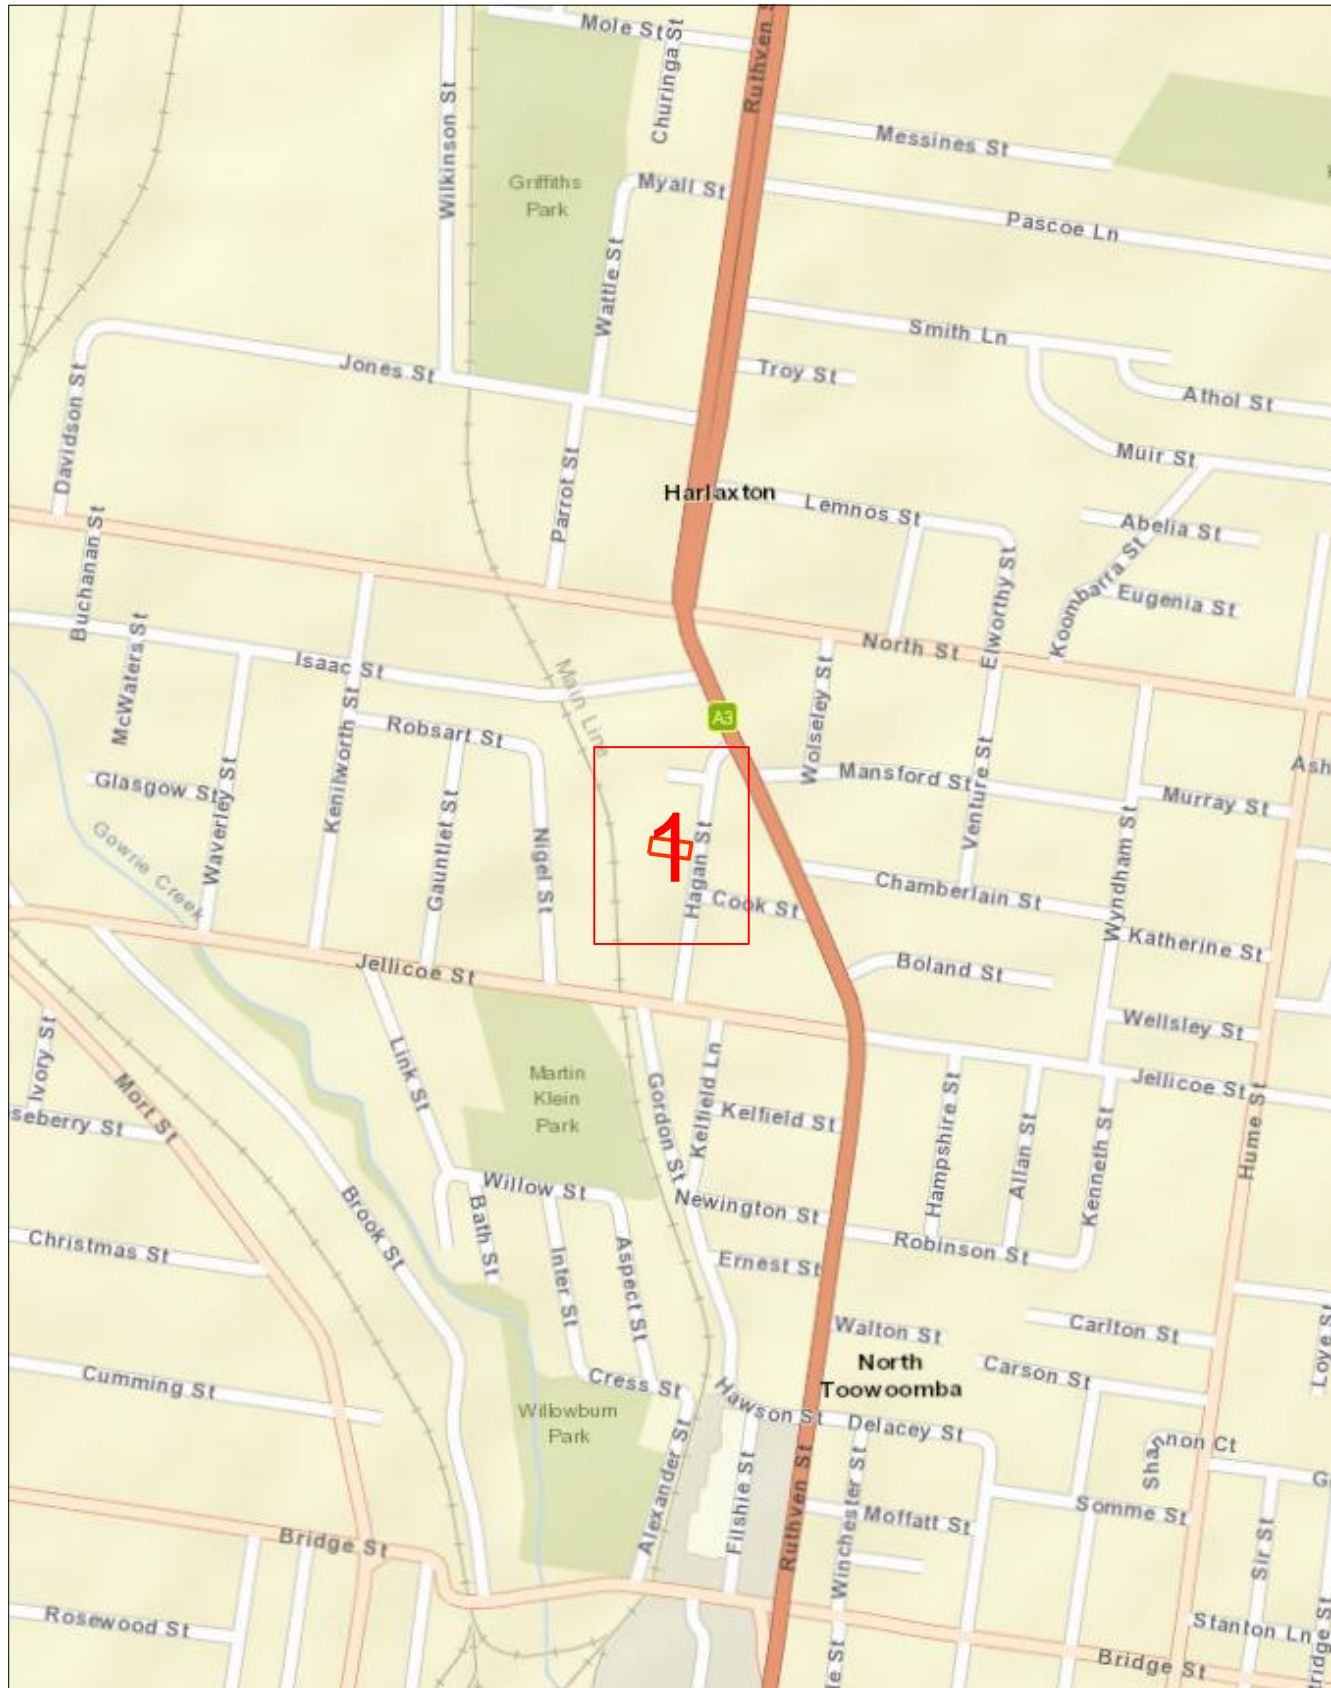 Mole St
Churinga St
Ruthven S
Wilkinson St
Messines St
Griffiths
Park
Myall St
Pascoe Ln
Wattle St
Smith Ln
Jones St
Troy St
Athol St
Davidson St
Muir St
Parrot St
Harlaxton
Lemnos St
Abelia St
Buchanan St
Koombarra St
Elworthy St
Eugenia St
McWaters St
North St
Isaac St
Main Line
Wolseley St
A3
Robsart St
Kenilworth St
Venture St
Mansford St
Ash
Glasgow St
Waverley St
Murray St
Gauntlet St
Nigel St
1
Hagan St
Wyndham St
Gowrie Creek
Cook St
Chamberlain St
Katherine St
Jellicoe St
Boland St
Wellsley St
Ivory St
Link St
Martin
Klein
Park
Gordon St
Kelfield Ln
Jellicoe St
Mort St
seberry St
Kelfield St
Hampshire St
Allan St
Kenneth St
Hume St
Willow St
Newington St
Brook St
Bath St
Christmas St
Inter St
Aspect St
Ernest St
Robinson St
Walton St
Carlton St
Loye St
North
Toowoomba
Carson St
Cumming St
Cress St
Hawson St
Delacey St
Willowburn
Park
Shannon Ct
G
Alexander St
Filshie St
Ruthven St
Winchester St
Moffatt St
Somme St
Sir St
Bridge St
Rosewood St
Stanton Ln
Bridge St
le St
tridge St